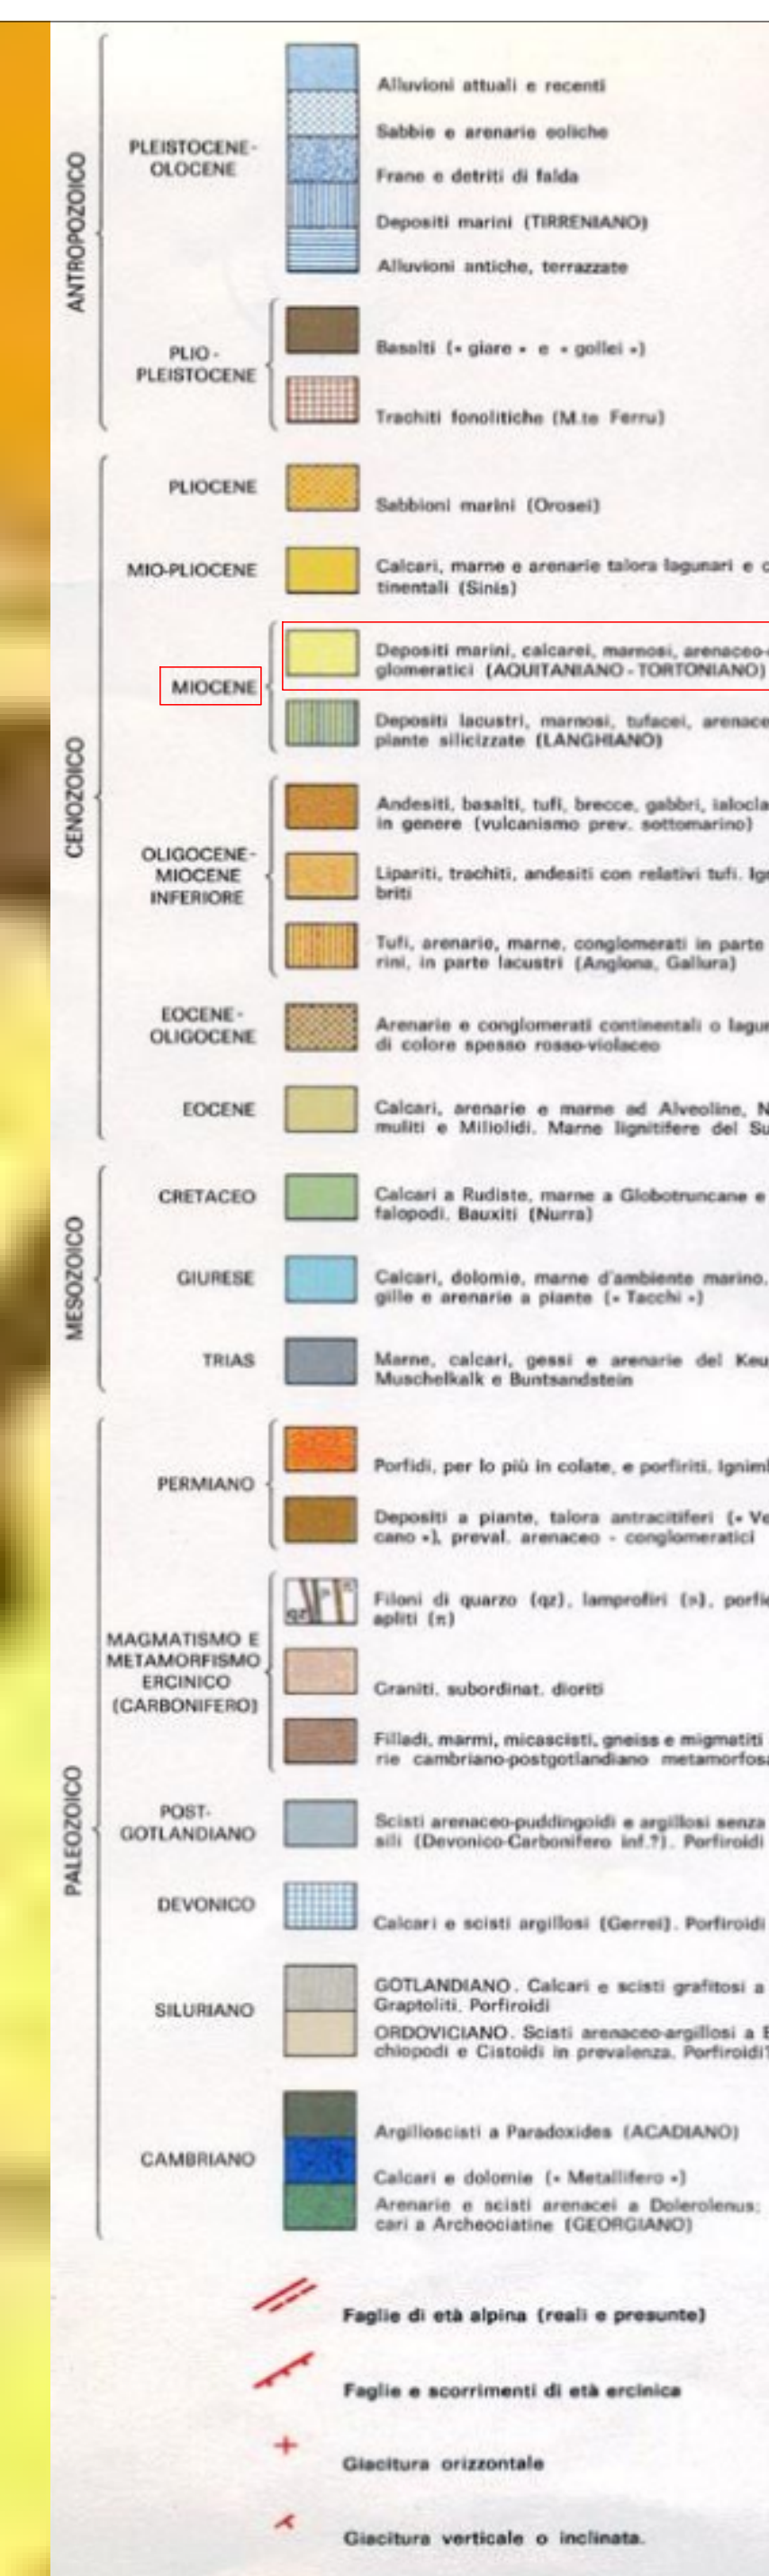 ANTROPOZOICO
PLEISTOCENE-
OLOCENE
Alluvioni attuali e recenti
Sabbie e arenarie eoliche
Frane e detriti di falda
Depositi marini (TIRRENIANO)
Alluvioni antiche, terrazzate
PLIO-
PLEISTOCENE
Basalti (« giare » e « gollei »)
Trachiti fonolitiche (M.te Ferru)
CENOZOICO
PLIOCENE
Sabbioni marini (Orosei)
MIO-PLIOCENE
Calcari, marne e arenarie talora lagunari e
tinentali (Sinis)
MIOCENE
Depositi marini, calcarei, marnosi, arenaceo-
glomeratici (AQUITANIANO - TORTONIANO)
Depositi lacustri, marnosi, tufacei, arenace
piante silicizzate (LANGHIANO)
OLIGOCENE-
MIOCENE
INFERIORE
Andesiti, basalti, tufi, brecce, gabbri, ialocla
in genere (vulcanismo prev. sottomarino)
Lipariti, trachiti, andesiti con relativi tufi. Ign
briti
Tufi, arenarie, marne, conglomerati in parte
rini, in parte lacustri (Anglona, Gallura)
EOCENE-
OLIGOCENE
Arenarie e conglomerati continentali o lagu
di colore spesso rosso-violaceo
EOCENE
Calcari, arenarie e marne ad Alveoline, N
muliti e Miliolidi. Marne lignitifere del Su
MESOZOICO
CRETACEO
Calcari a Rudiste, marne a Globotruncane e
falopodi. Bauxiti (Nurra)
GIURESE
Calcari, dolomie, marne d'ambiente marino.
gille e arenarie a piante (« Tacchi »)
TRIAS
Marne, calcari, gessi e arenarie del Keu
Muschelkalk e Buntsandstein
PALEOZOICO
PERMIANO
Porfidi, per lo più in colate, e porfiriti. Ignim
Depositi a piante, talora antracitiferi (« Ve
cano »), preval. arenaceo - conglomeratici
MAGMATISMO E
METAMORFISMO
ERCINICO
(CARBONIFERO)
qz
Filoni di quarzo (qz), lamprofiri, porfi
apliti (π)
Graniti, subordinat. dioriti
Filladi, marmi, micascisti, gneiss e migmatiti
rie cambriano-postgotlandiano metamorfos
POST-
GOTLANDIANO
Scisti arenaceo-puddingoidi e argillosi senza
sili (Devonico-Carbonifero inf.?). Porfiroidi
DEVONICO
Calcari e scisti argillosi (Gerrei). Porfiroidi
SILURIANO
GOTLANDIANO. Calcari e scisti grafitosi a
Graptoliti. Porfiroidi
ORDOVICIANO. Scisti arenaceo-argillosi a
chiopodi e Cistoidi in prevalenza. Porfiroidi?
CAMBRIANO
Argilloscisti a Paradoxides (ACADIANO)
Calcari e dolomie (« Metallifero »)
Arenarie e scisti arenacei a Dolerolenus;
cari a Archeociatine (GEORGIANO)
Faglie di età alpina (reali e presunte)
Faglie e scorrimenti di età ercinica
Giacitura orizzontale
Giacitura verticale o inclinata.